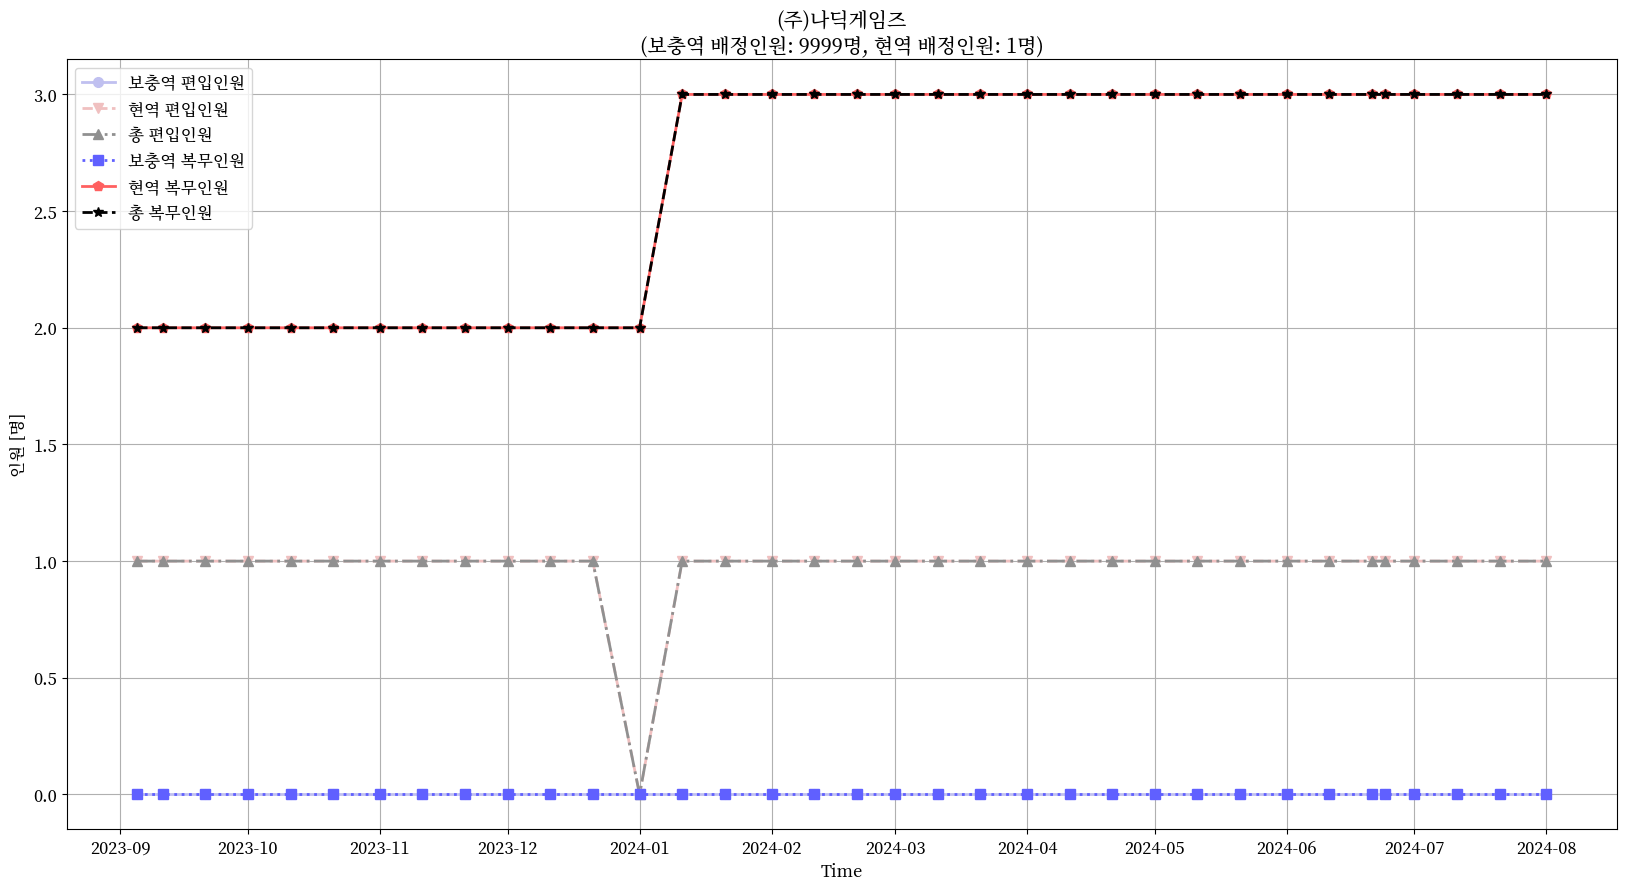 (주)나딕게임즈
(보충역 배정인원: 9999명, 현역 배정인원: 1명)
보충역 편입인원
현역 편입인원
총 편입인원
보충역 복무인원
현역 복무인원
총 복무인원
3.0
2.5
2.0
1.5
1.0
0.5
0.0
인원 [명]
2023-09 2023-10 2023-11 2023-12 2024-01 2024-02 2024-03 2024-04 2024-05 2024-06 2024-07 2024-08
Time